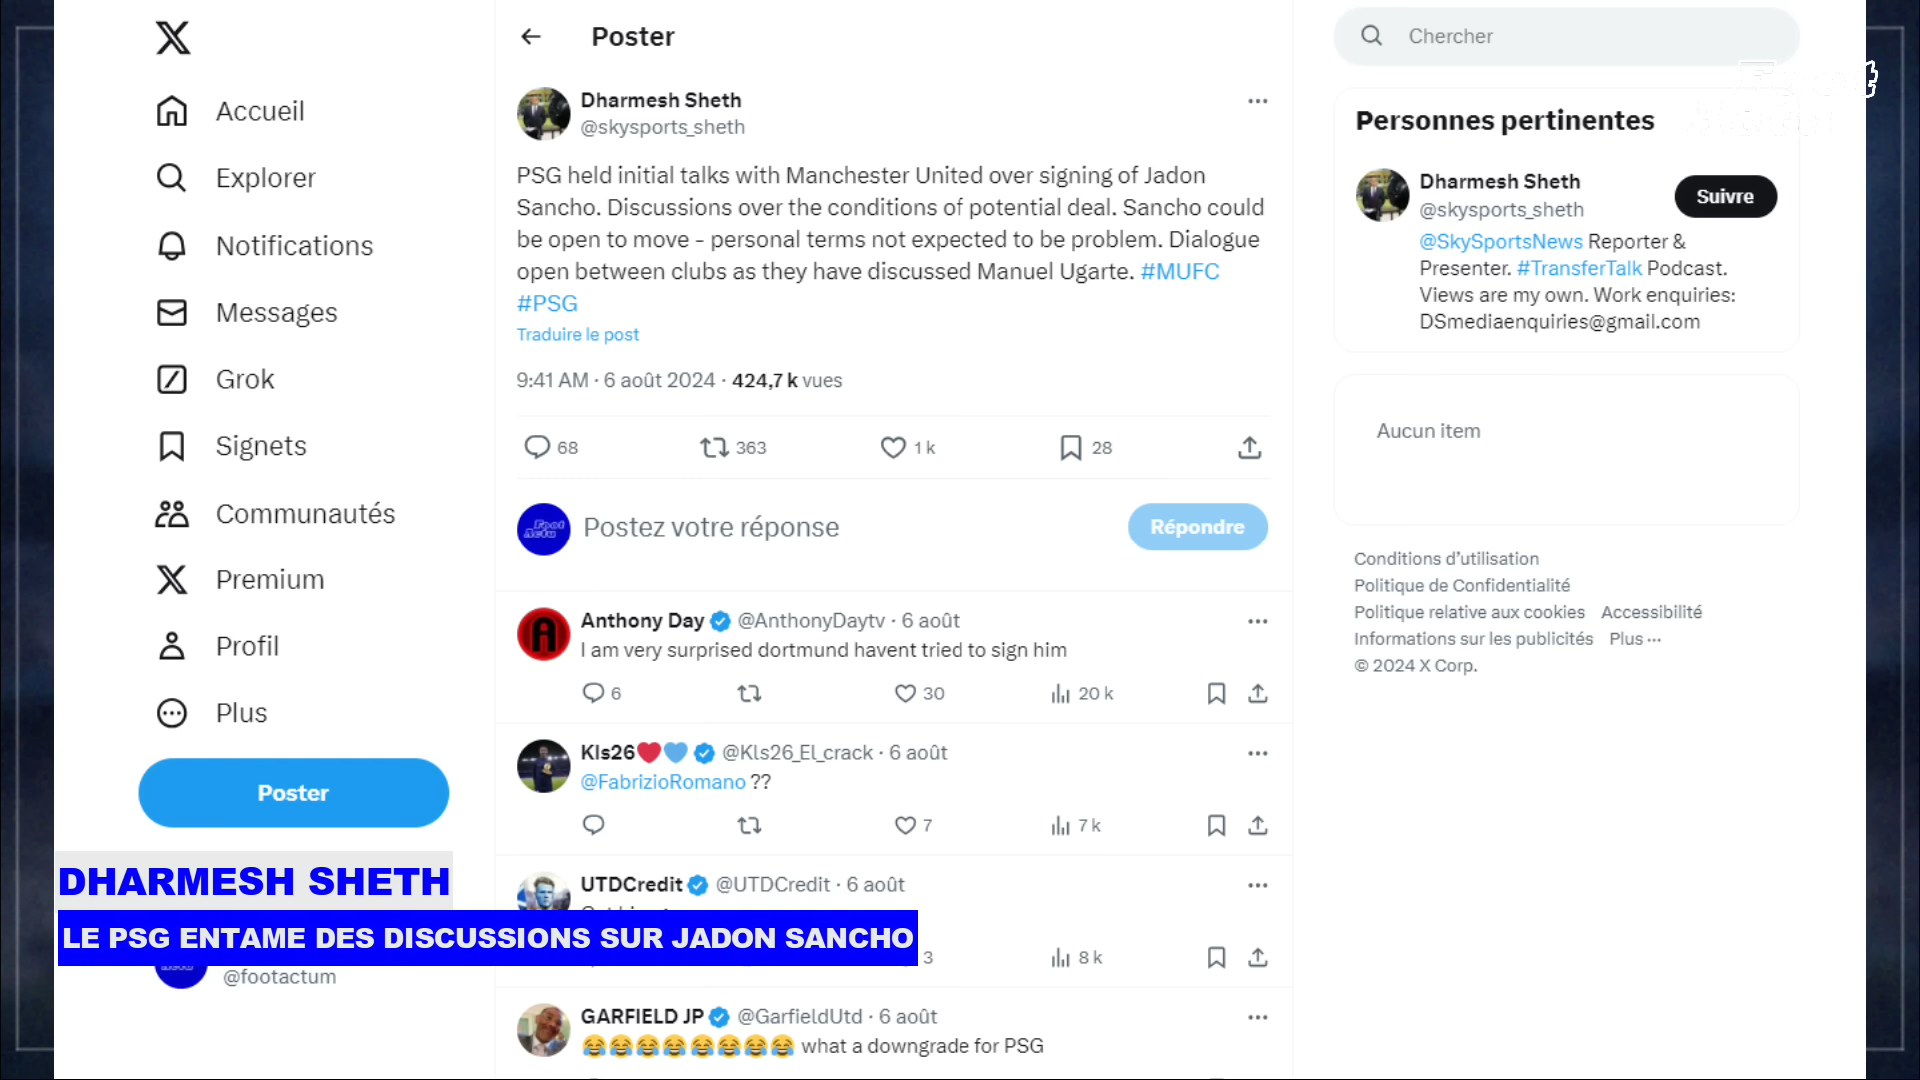 Accueil
Explorer
Notifications
Messages
Grok
Signets
Communautés
Premium
Profil
Plus
Poster
@footactum
Poster
Dharmesh Sheth
@skysports_sheth
PSG held initial talks with Manchester United over signing of Jadon
Sancho. Discussions over the conditions of potential deal. Sancho could
be open to move - personal terms not expected to be problem. Dialogue
open between clubs as they have discussed Manuel Ugarte. #MUFC
#PSG
Traduire le post
9:41 AM · 6 août 2024 · 424,7 k vues
68 363 1 k 28
Foot
Actu
Postez votre réponse
Répondre
Anthony Day @AnthonyDaytv · 6 août
I am very surprised dortmund havent tried to sign him
6 30 20 k
Kls26❤️🩵 @Kls26_El_crack · 6 août
@FabrizioRomano ??
7 7 k
UTDCredit @UTDCredit · 6 août
3 8 k
GARFIELD JP @GarfieldUtd · 6 août
😂😂😂😂😂😂😂😂 what a downgrade for PSG
Chercher
Personnes pertinentes
Dharmesh Sheth
@skysports_sheth
Suivre
@SkySportsNews Reporter &
Presenter. #TransferTalk Podcast.
Views are my own. Work enquiries:
DSmediaenquiries@gmail.com
Aucun item
Conditions d’utilisation
Politique de Confidentialité
Politique relative aux cookies Accessibilité
Informations sur les publicités Plus ···
© 2024 X Corp.
DHARMESH SHETH
LE PSG ENTAME DES DISCUSSIONS SUR JADON SANCHO